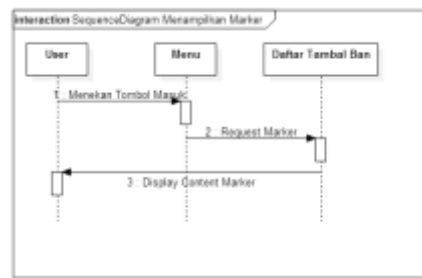 interaction SequenceDiagram Menampilkan Marker
User
Menu
Daftar Tambal Ban
1 : Menekan Tombol Masuk
2 : Request Marker
3 : Display Content Marker